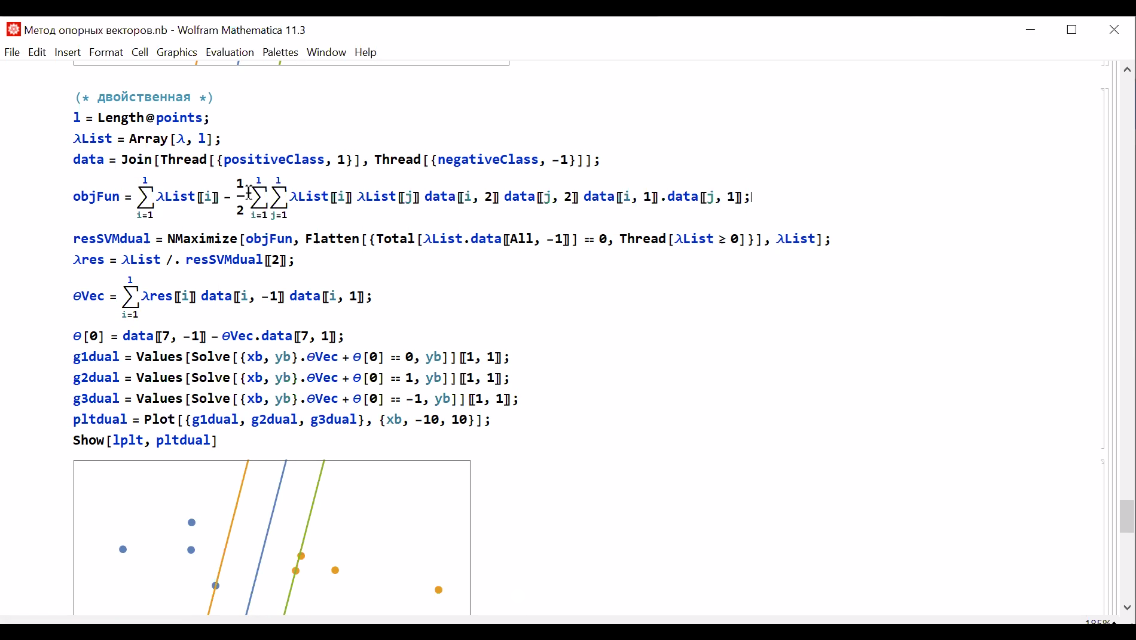 Метод опорных векторов.nb - Wolfram Mathematica 11.3
File Edit Insert Format Cell Graphics Evaluation Palettes Window Help
(* двойственная *)
l = Length@points;
λList = Array[λ, l];
data = Join[Thread[{positiveClass, 1}], Thread[{negativeClass, -1}]];
objFun = ∑_{i=1}^{l} λList〚i〛 - 1/2 ∑_{i=1}^{l} ∑_{j=1}^{l} λList〚i〛 λList〚j〛 data〚i, 2〛 data〚j, 2〛 data〚i, 1〛.data〚j, 1〛;
resSVMdual = NMaximize[objFun, Flatten[{Total[λList.data〚All, -1〛] == 0, Thread[λList ≥ 0]}], λList];
λres = λList /. resSVMdual〚2〛;
θVec = ∑_{i=1}^{l} λres〚i〛 data〚i, -1〛 data〚i, 1〛;
θ[0] = data〚7, -1〛 - θVec.data〚7, 1〛;
g1dual = Values[Solve[{xb, yb}.θVec + θ[0] == 0, yb]]〚1, 1〛;
g2dual = Values[Solve[{xb, yb}.θVec + θ[0] == 1, yb]]〚1, 1〛;
g3dual = Values[Solve[{xb, yb}.θVec + θ[0] == -1, yb]]〚1, 1〛;
pltdual = Plot[{g1dual, g2dual, g3dual}, {xb, -10, 10}];
Show[lplt, pltdual]